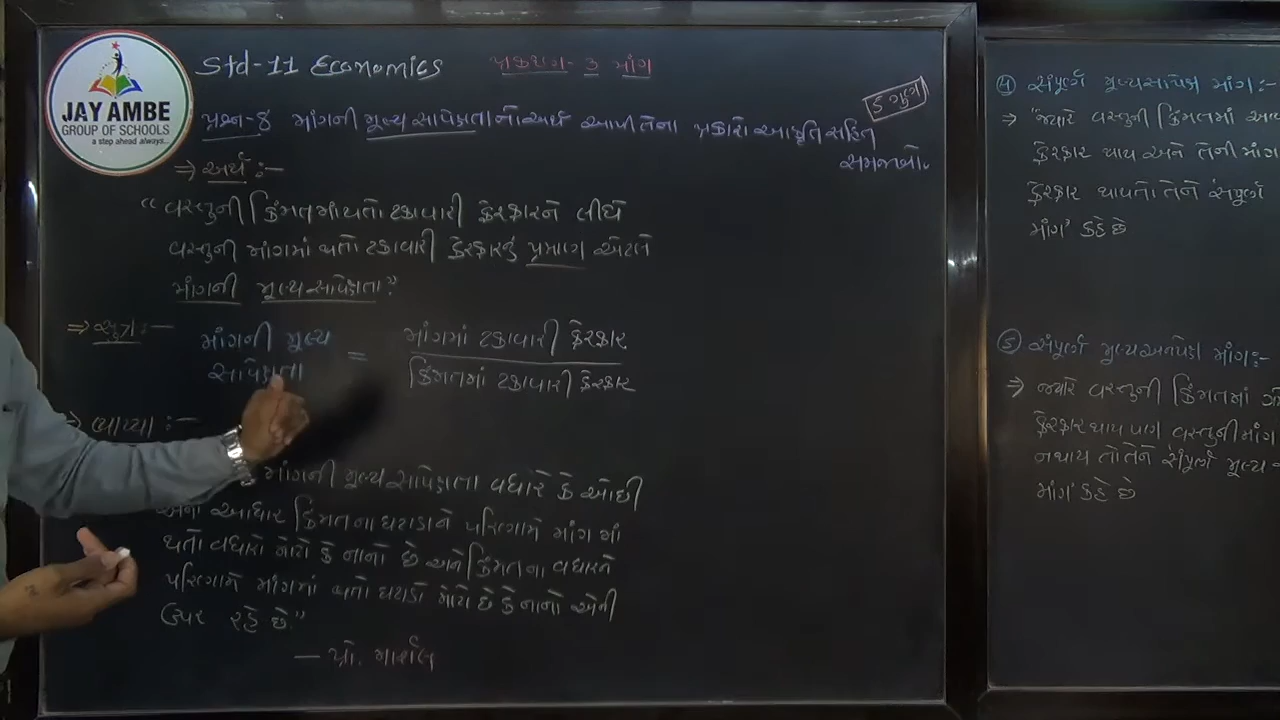 JAY AMBE
GROUP OF SCHOOLS
a step ahead always...
Std-11 Economics પ્રકરણ-3 માંગ
5 ગુણ
પ્રશ્ન-8 માંગની મૂલ્ય સાપેક્ષતાનો અર્થ આપી તેના પ્રકારો આકૃતિ સહિત
સમજાવો.
⇒ અર્થ :-
"વસ્તુની કિંમતમાં થતો ટકાવારી ફેરફારને લીધે
વસ્તુની માંગમાં થતો ટકાવારી ફેરફારનું પ્રમાણ એટલે
માંગની મૂલ્ય સાપેક્ષતા."
⇒ સૂત્ર :-
માંગની મૂલ્ય
સાપેક્ષતા = માંગમાં ટકાવારી ફેરફાર
કિંમતમાં ટકાવારી ફેરફાર
⇒ વ્યાખ્યા :-
માંગની મૂલ્ય સાપેક્ષતા વધારે કે ઓછી
એનો આધાર કિંમતના ઘટાડાને પરિણામે માંગ માં
થતો વધારો મોટો કે નાનો છે અને કિંમતના વધારાને
પરિણામે માંગમાં થતો ઘટાડો મોટો છે કે નાનો એની
ઉપર રહે છે."
— પ્રો. માર્શલ
૪ સંપૂર્ણ મૂલ્ય સાપેક્ષ માંગ :-
⇒ "જ્યારે વસ્તુની કિંમતમાં
ફેરફાર થાય અને તેની માંગ
ફેરફાર થાય તો તેને સંપૂર્ણ
માંગ' કહે છે
૫ સંપૂર્ણ મૂલ્ય અનપેક્ષ માંગ :-
⇒ જ્યારે વસ્તુની કિંમતમાં
ફેરફાર થાય પણ વસ્તુની માંગ
ન થાય તો તેને 'સંપૂર્ણ મૂલ્ય
માંગ' કહે છે